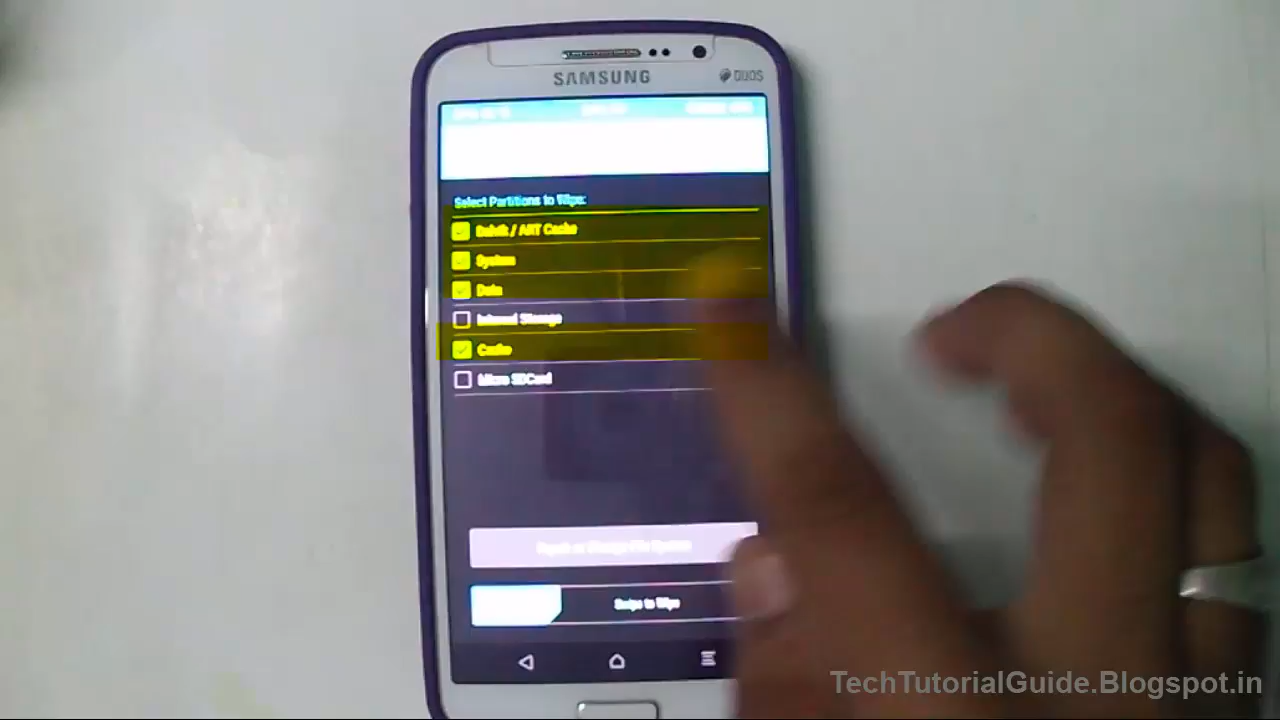 SAMSUNG
DUOS
Select Partitions to Wipe:
Dalvik / ART Cache
System
Data
Internal Storage
Cache
Micro SDCard
Repair or Change File System
Swipe to Wipe
TechTutorialGuide.Blogspot.in